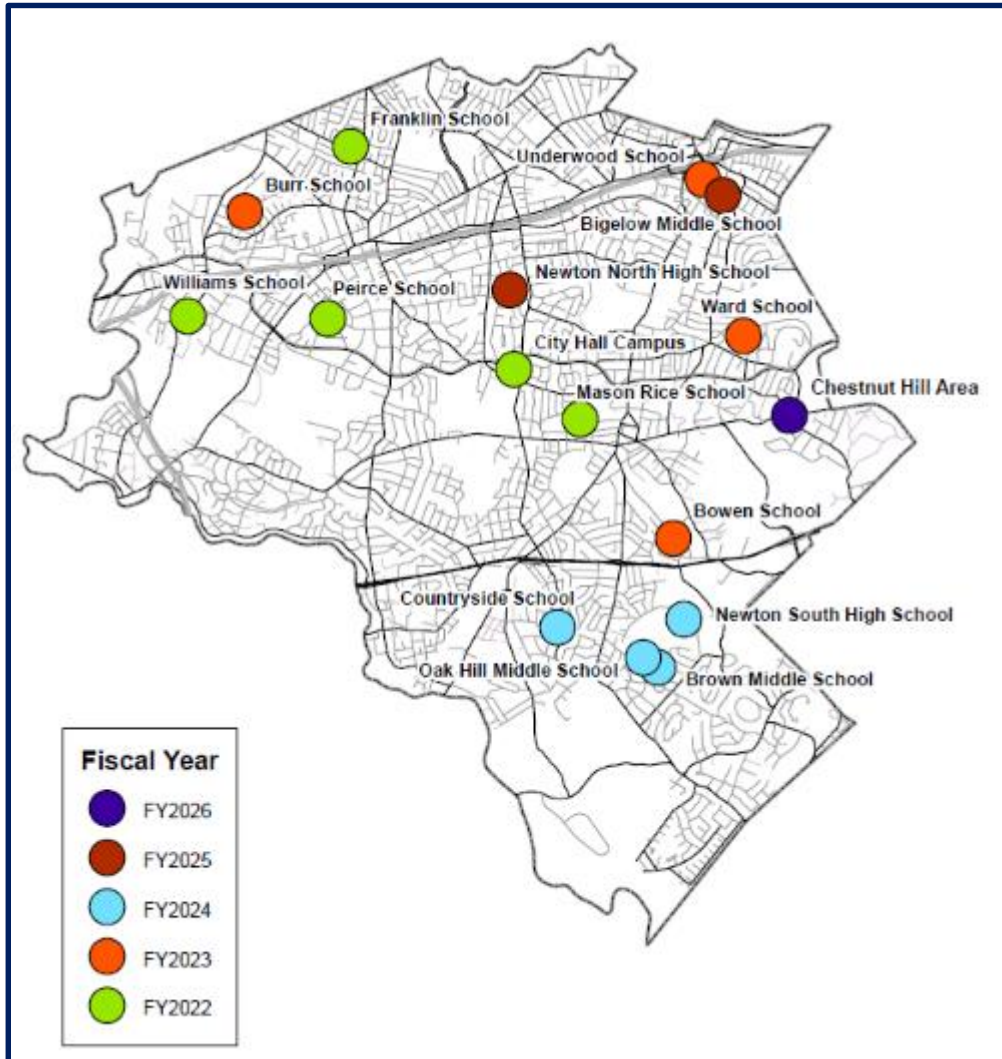 Franklin School
Underwood School
Burr School
Bigelow Middle School
Newton North High School
Williams School
Peirce School
Ward School
City Hall Campus
Mason Rice School
Chestnut Hill Area
Bowen School
Countryside School
Newton South High School
Oak Hill Middle School
Brown Middle School
Fiscal Year
FY2026
FY2025
FY2024
FY2023
FY2022